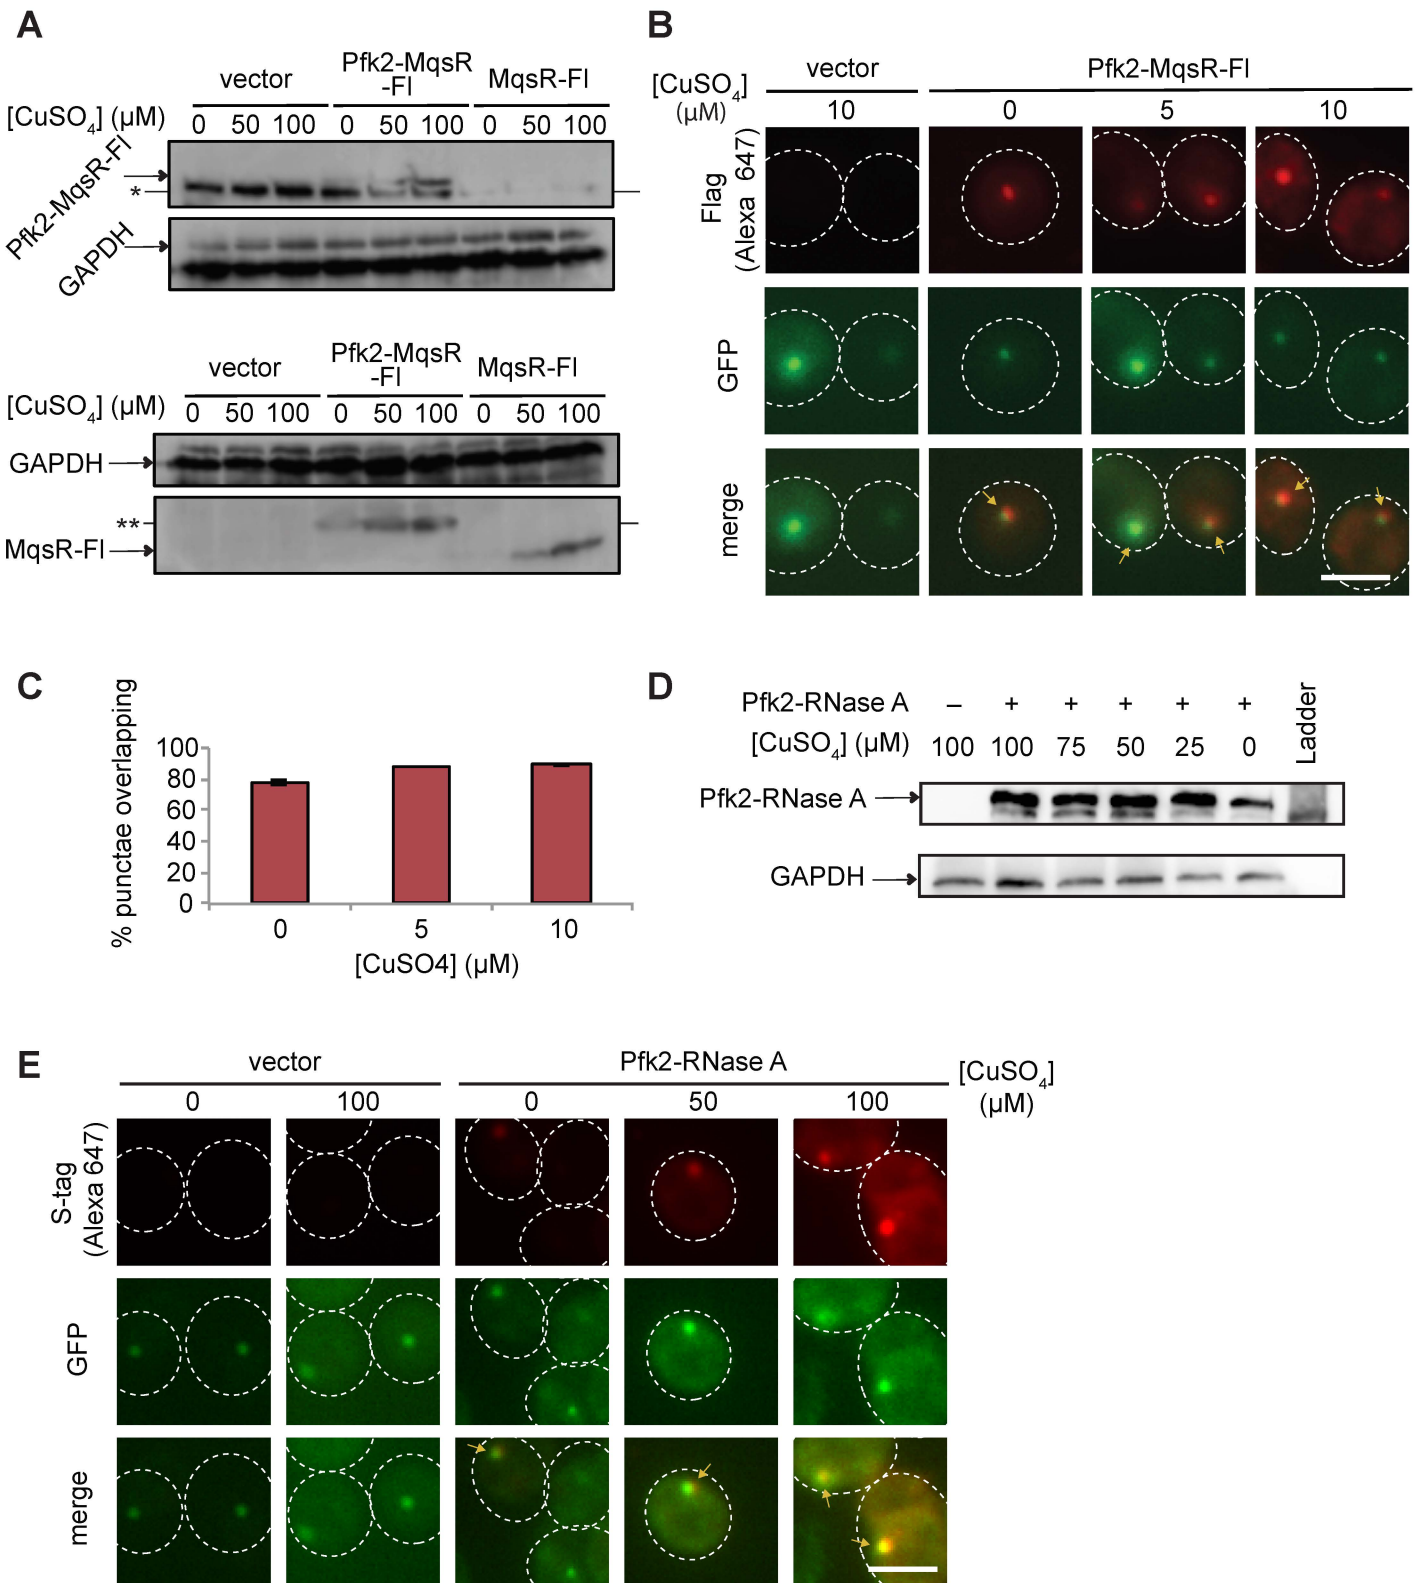 A
vector
Pfk2-MqsR
-Fl
MqsR-Fl
[CuSO4] (µM)
0 50 100 0 50 100 0 50 100
Pfk2-MqsR-Fl
*
GAPDH
vector
Pfk2-MqsR
-Fl
MqsR-Fl
[CuSO4] (µM)
0 50 100 0 50 100 0 50 100
GAPDH
**
MqsR-Fl
B
vector
Pfk2-MqsR-Fl
[CuSO4]
(µM)
10 0 5 10
Flag
(Alexa 647)
GFP
merge
C
% punctae overlapping
100
80
60
40
20
0
0 5 10
[CuSO4] (µM)
D
Pfk2-RNase A – + + + + +
[CuSO4] (µM) 100 100 75 50 25 0
Ladder
Pfk2-RNase A
GAPDH
E
vector
Pfk2-RNase A
[CuSO4]
(µM)
0 100 0 50 100
S-tag
(Alexa 647)
GFP
merge